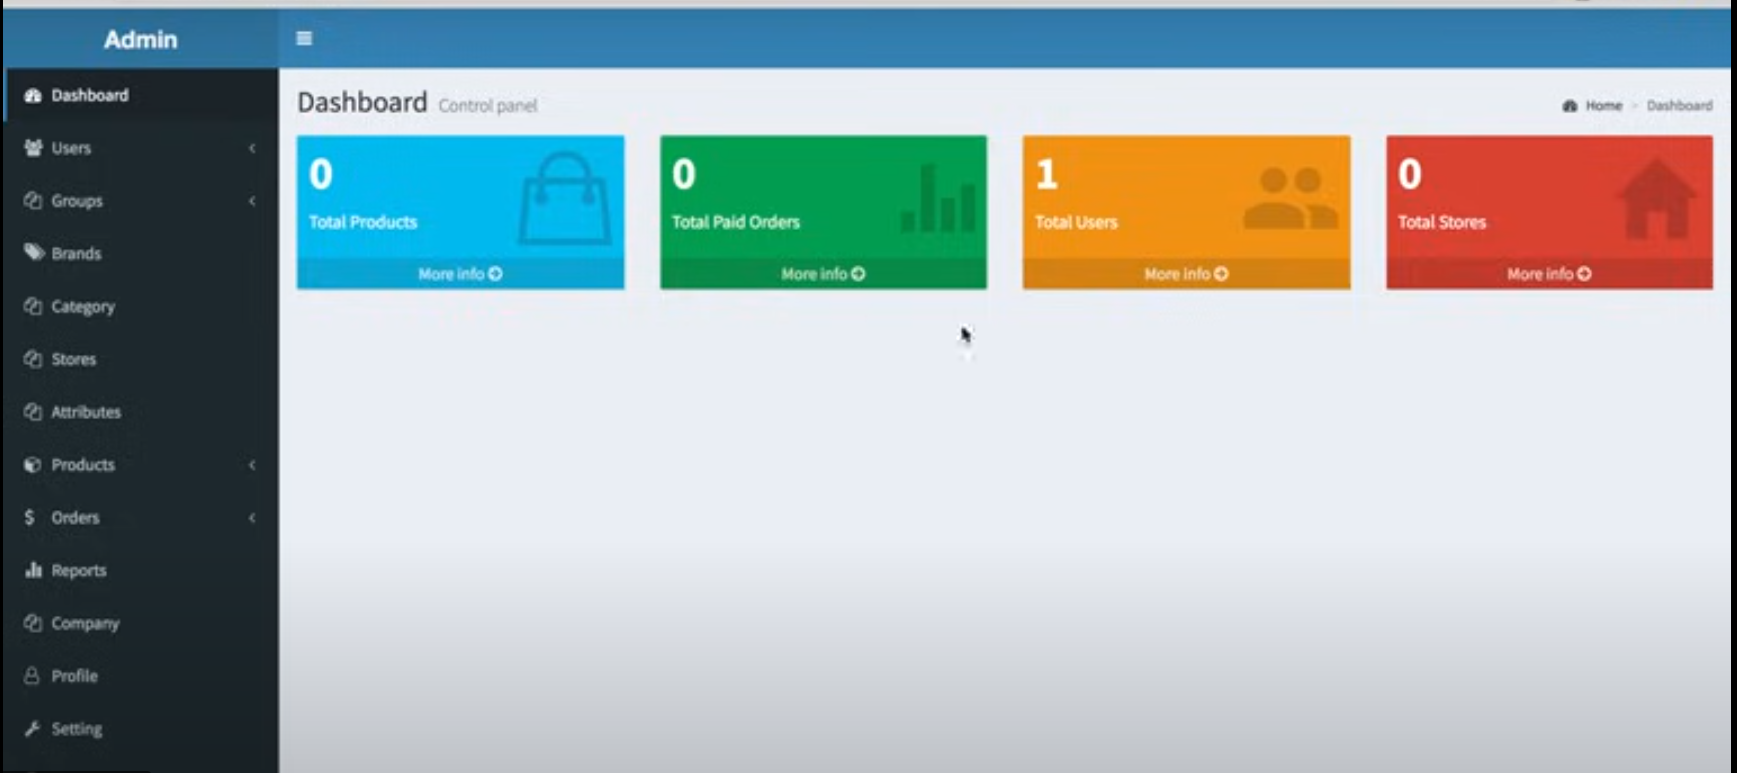 Admin
Dashboard
Users
Groups
Brands
Category
Stores
Attributes
Products
$ Orders
Reports
Company
Profile
Setting
Dashboard Control panel
Home > Dashboard
0
Total Products
More info
0
Total Paid Orders
More info
1
Total Users
More info
0
Total Stores
More info